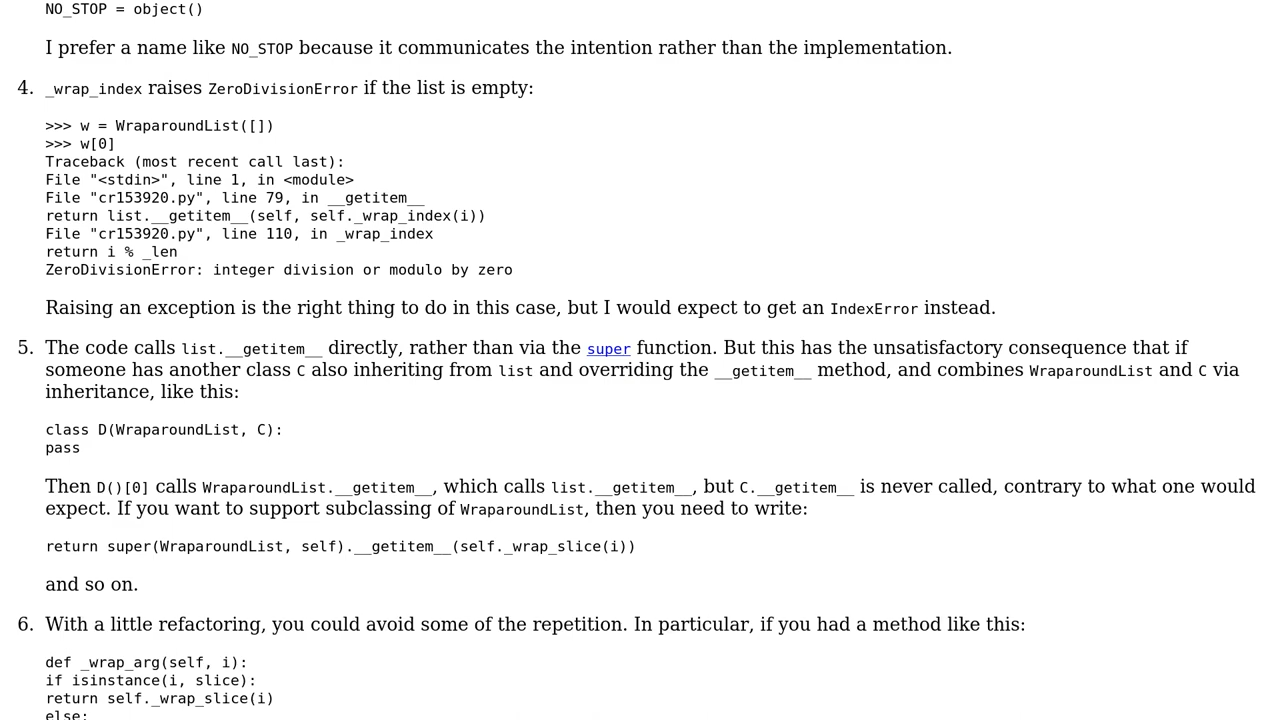 NO_STOP = object()
I prefer a name like NO_STOP because it communicates the intention rather than the implementation.
4. _wrap_index raises ZeroDivisionError if the list is empty:
>>> w = WraparoundList([])
>>> w[0]
Traceback (most recent call last):
File "<stdin>", line 1, in <module>
File "cr153920.py", line 79, in __getitem__
return list.__getitem__(self, self._wrap_index(i))
File "cr153920.py", line 110, in _wrap_index
return i % _len
ZeroDivisionError: integer division or modulo by zero
Raising an exception is the right thing to do in this case, but I would expect to get an IndexError instead.
5. The code calls list.__getitem__ directly, rather than via the super function. But this has the unsatisfactory consequence that if
someone has another class C also inheriting from list and overriding the __getitem__ method, and combines WraparoundList and C via
inheritance, like this:
class D(WraparoundList, C):
pass
Then D()[0] calls WraparoundList.__getitem__, which calls list.__getitem__, but C.__getitem__ is never called, contrary to what one would
expect. If you want to support subclassing of WraparoundList, then you need to write:
return super(WraparoundList, self).__getitem__(self._wrap_slice(i))
and so on.
6. With a little refactoring, you could avoid some of the repetition. In particular, if you had a method like this:
def _wrap_arg(self, i):
if isinstance(i, slice):
return self._wrap_slice(i)
else: